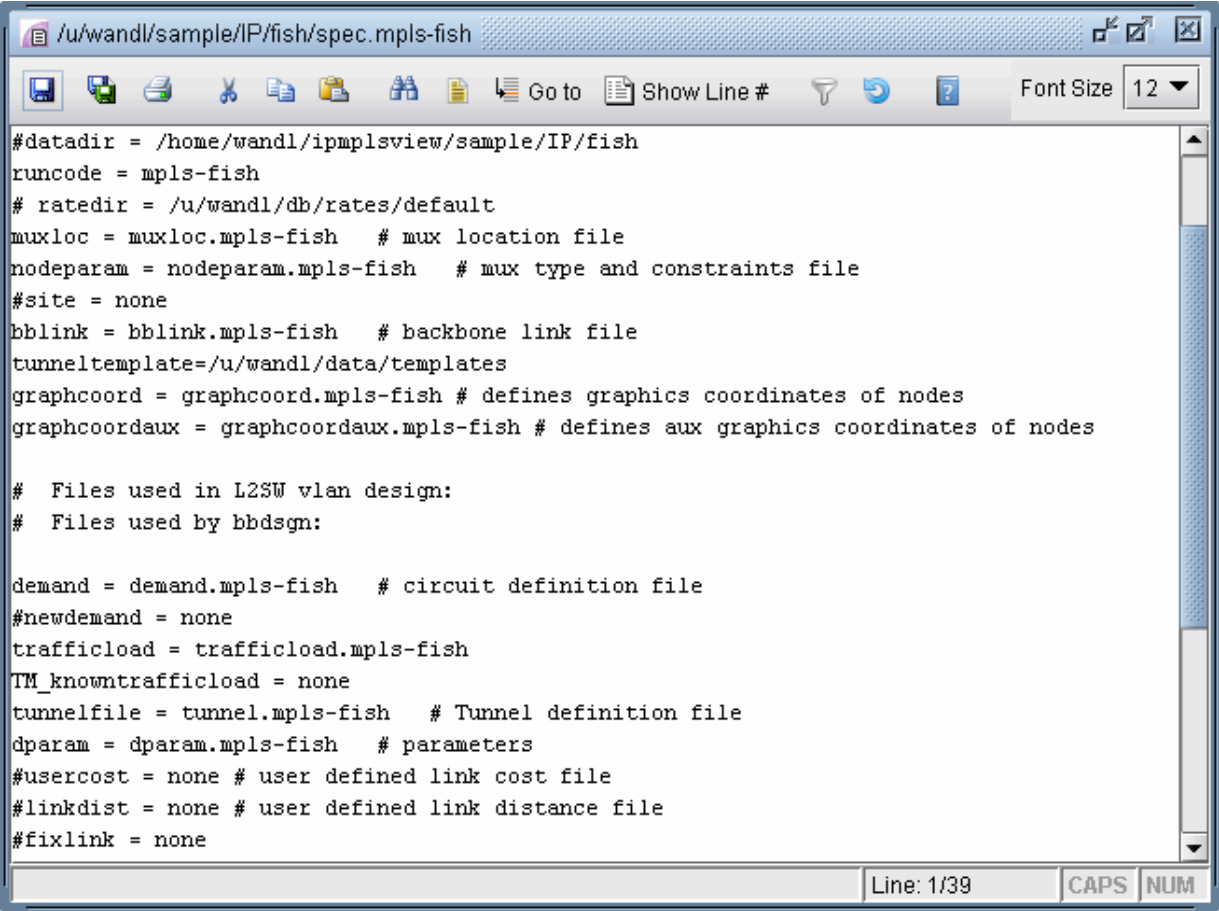 /u/wandl/sample/IP/fish/spec.mpls-fish
Go to Show Line # Font Size 12
#datadir = /home/wandl/ipmplsview/sample/IP/fish
runcode = mpls-fish
# ratedir = /u/wandl/db/rates/default
muxloc = muxloc.mpls-fish   # mux location file
nodeparam = nodeparam.mpls-fish   # mux type and constraints file
#site = none
bblink = bblink.mpls-fish   # backbone link file
tunneltemplate=/u/wandl/data/templates
graphcoord = graphcoord.mpls-fish # defines graphics coordinates of nodes
graphcoordaux = graphcoordaux.mpls-fish # defines aux graphics coordinates of nodes
#  Files used in L2SW vlan design:
#  Files used by bbdsgn:
demand = demand.mpls-fish   # circuit definition file
#newdemand = none
trafficload = trafficload.mpls-fish
TM_knowntrafficload = none
tunnelfile = tunnel.mpls-fish   # Tunnel definition file
dparam = dparam.mpls-fish   # parameters
#usercost = none # user defined link cost file
#linkdist = none # user defined link distance file
#fixlink = none
Line: 1/39 CAPS NUM